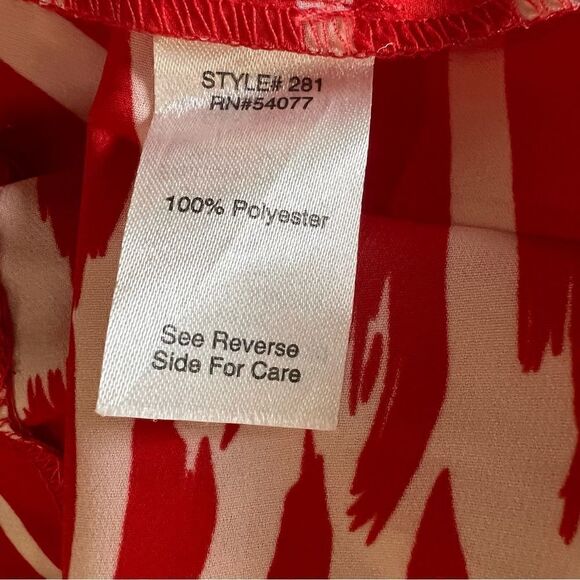 STYLE# 281
RN#54077
100% Polyester
See Reverse
Side For Care